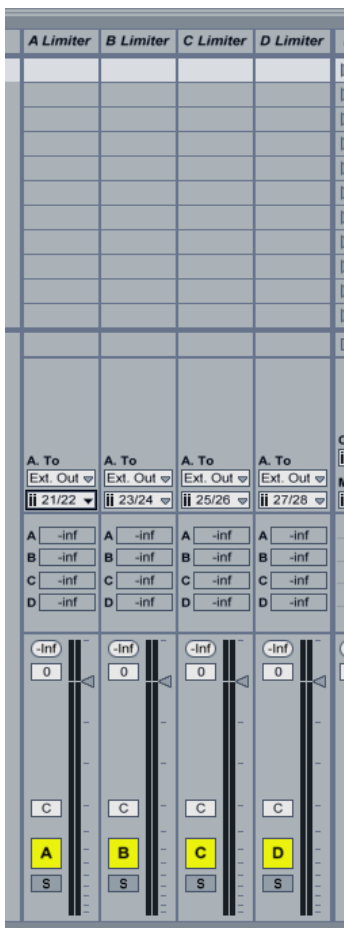 A Limiter B Limiter C Limiter D Limiter
A. To A. To A. To A. To
Ext. Out Ext. Out Ext. Out Ext. Out
ii 21/22 ii 23/24 ii 25/26 ii 27/28
A -inf A -inf A -inf A -inf
B -inf B -inf B -inf B -inf
C -inf C -inf C -inf C -inf
D -inf D -inf D -inf D -inf
-Inf -Inf -Inf -Inf
0 0 0 0
C C C C
A B C D
S S S S